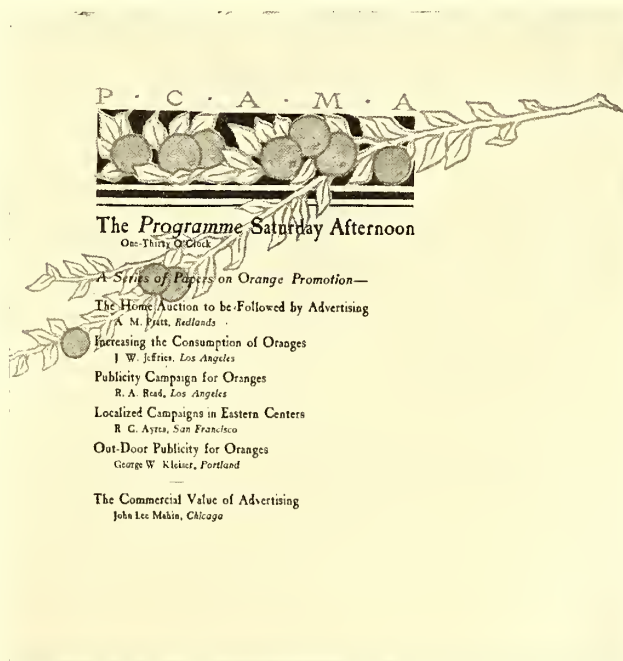 P · C · A · M · A
The Programme Saturday Afternoon
One-Thirty O'Clock
A Series of Papers on Orange Promotion—
The Home Auction to be Followed by Advertising
A. M. Pratt, Redlands
Increasing the Consumption of Oranges
J. W. Jefries, Los Angeles
Publicity Campaign for Oranges
R. A. Read, Los Angeles
Localized Campaigns in Eastern Centers
R. C. Ayres, San Francisco
Out-Door Publicity for Oranges
George W. Kleiser, Portland
The Commercial Value of Advertising
John Lee Mahin, Chicago